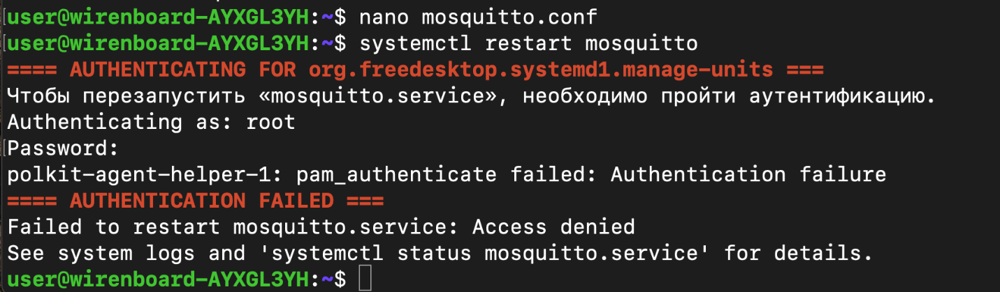 user@wirenboard-AYXGL3YH:~$ nano mosquitto.conf
user@wirenboard-AYXGL3YH:~$ systemctl restart mosquitto
==== AUTHENTICATING FOR org.freedesktop.systemd1.manage-units ===
Чтобы перезапустить «mosquitto.service», необходимо пройти аутентификацию.
Authenticating as: root
Password:
polkit-agent-helper-1: pam_authenticate failed: Authentication failure
==== AUTHENTICATION FAILED ===
Failed to restart mosquitto.service: Access denied
See system logs and 'systemctl status mosquitto.service' for details.
user@wirenboard-AYXGL3YH:~$